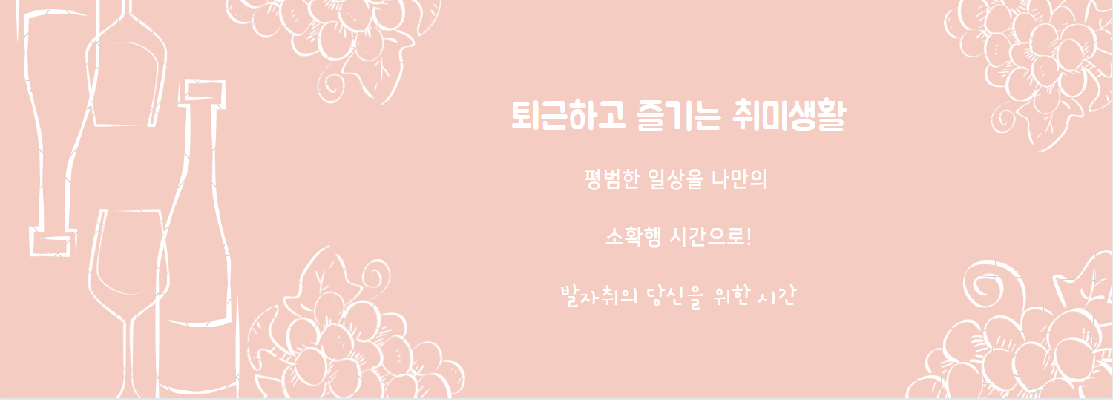 퇴근하고 즐기는 취미생활
평범한 일상을 나만의
소확행 시간으로!
발자취의 당신을 위한 시간